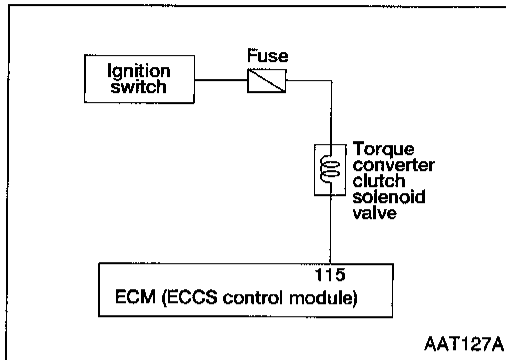 Fuse
Ignition
switch
Torque
converter
clutch
solenoid
valve
115
ECM (ECCS control module)
AAT127A